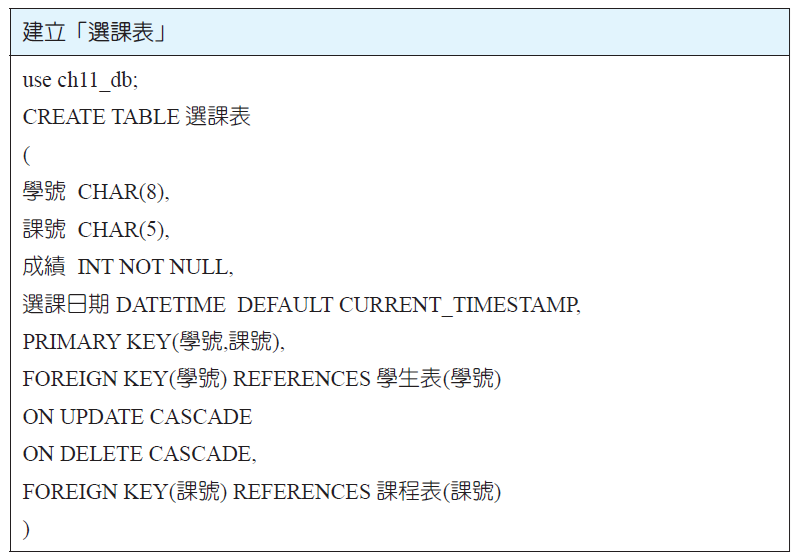 建立「選課表」
use ch11_db;
CREATE TABLE 選課表
(
學號  CHAR(8),
課號  CHAR(5),
成績  INT NOT NULL,
選課日期 DATETIME  DEFAULT CURRENT_TIMESTAMP,
PRIMARY KEY(學號,課號),
FOREIGN KEY(學號) REFERENCES 學生表(學號)
ON UPDATE CASCADE
ON DELETE CASCADE,
FOREIGN KEY(課號) REFERENCES 課程表(課號)
)